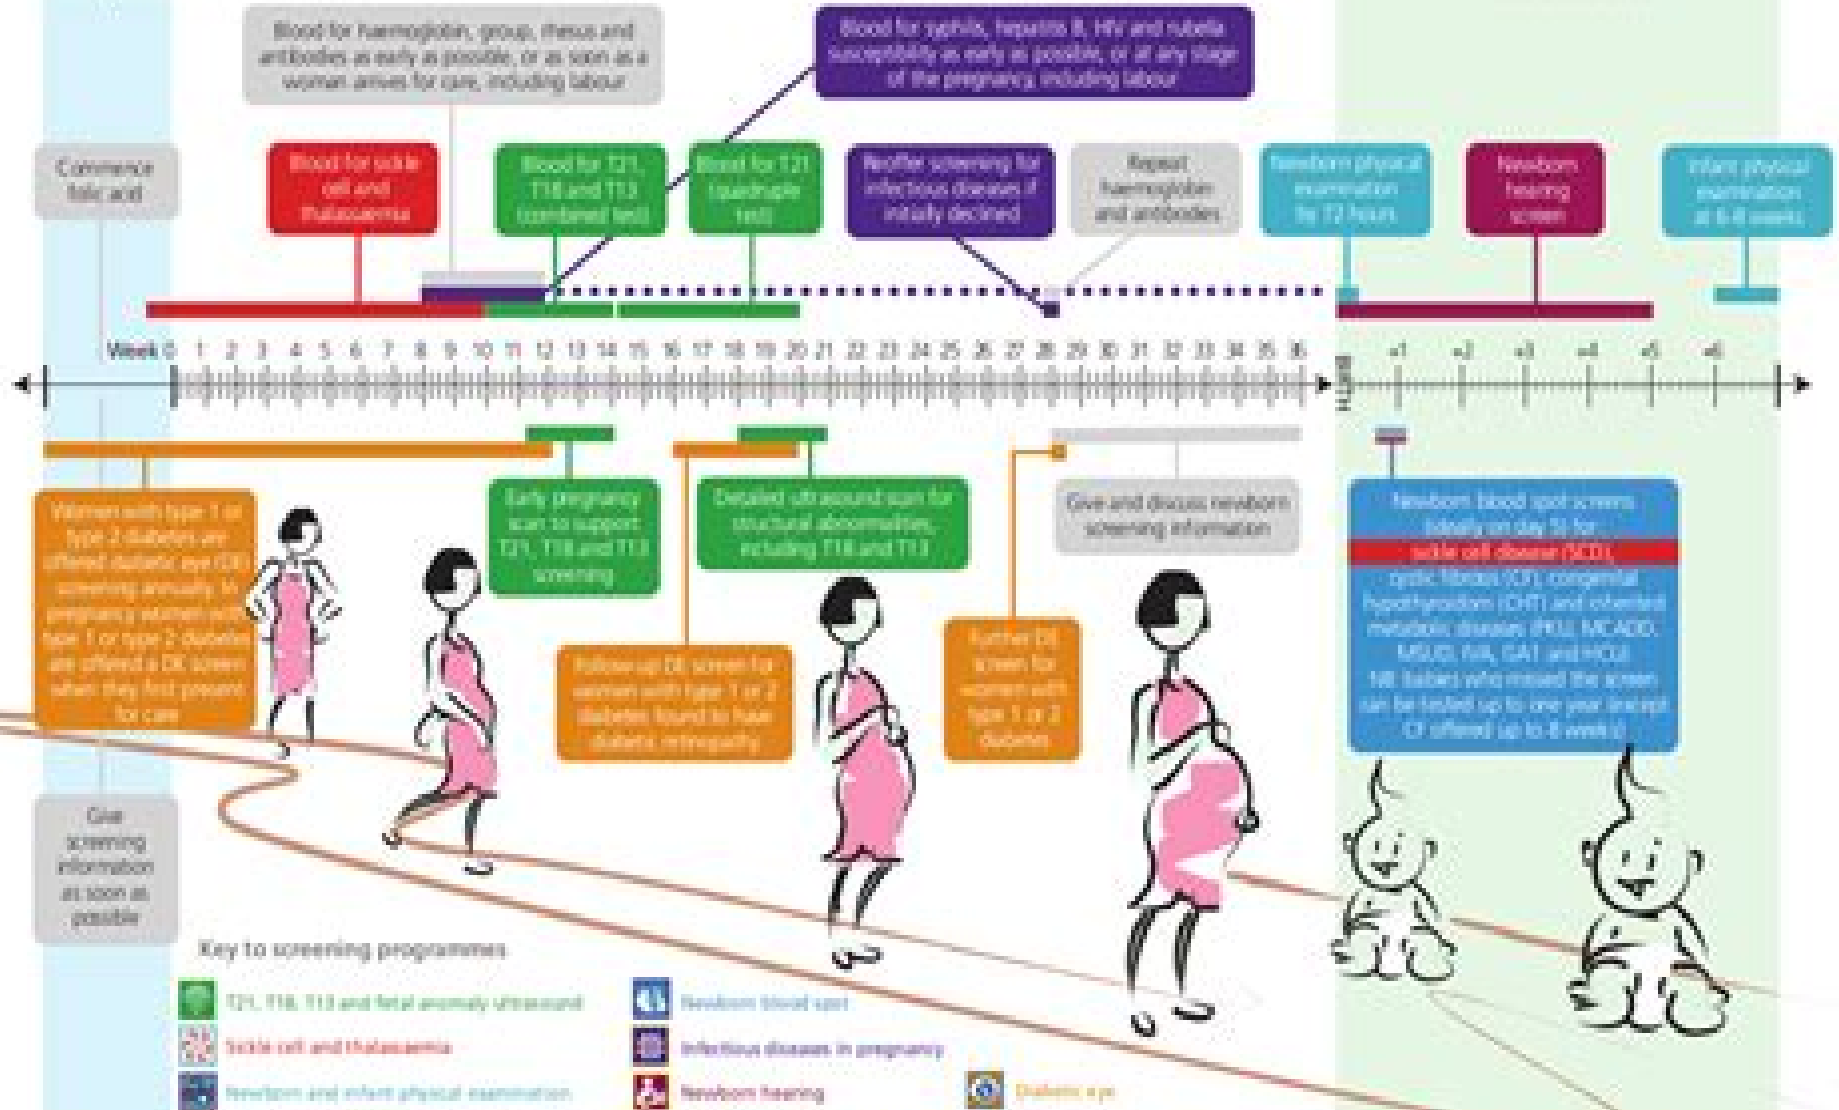 Blood for haemoglobin, group, rhesus and
antibodies as early as possible, or as soon as a
woman arrives for care, including labour
Blood for syphilis, hepatitis B, HIV and rubella
susceptibility as early as possible, or at any stage
of the pregnancy, including labour
Commence
folic acid
Blood for sickle
cell and
thalassaemia
Blood for T21,
T18 and T13
(combined test)
Blood for T21
(quadruple
test)
Reoffer screening for
infectious diseases if
initially declined
Repeat
haemoglobin
and antibodies
Newborn physical
examination
by 72 hours
Newborn
hearing
screen
Infant physical
examination
at 6-8 weeks
Week 0 1 2 3 4 5 6 7 8 9 10 11 12 13 14 15 16 17 18 19 20 21 22 23 24 25 26 27 28 29 30 31 32 33 34 35 36
BIRTH
+1 +2 +3 +4 +5 +6
Women with type 1 or
type 2 diabetes are
offered diabetic eye (DE)
screening annually. In
pregnancy women with
type 1 or type 2 diabetes
are offered a DE screen
when they first present
for care
Early pregnancy
scan to support
T21, T18 and T13
screening
Detailed ultrasound scan for
structural abnormalities,
including T18 and T13
Give and discuss newborn
screening information
Newborn blood spot screens
(ideally on day 5) for
sickle cell disease (SCD),
cystic fibrosis (CF), congenital
hypothyroidism (CHT) and inherited
metabolic diseases (PKU, MCADD,
MSUD, IVA, GA1 and HCU)
NB Babies who missed the screen
can be tested up to one year (except
CF offered up to 8 weeks)
Follow-up DE screen for
women with type 1 or 2
diabetes found to have
diabetic retinopathy
Further DE
screen for
women with
type 1 or 2
diabetes
Give
screening
information
as soon as
possible
Key to screening programmes
T21, T18, T13 and fetal anomaly ultrasound
Sickle cell and thalassaemia
Newborn and infant physical examination
Newborn blood spot
Infectious diseases in pregnancy
Newborn hearing
Diabetic eye